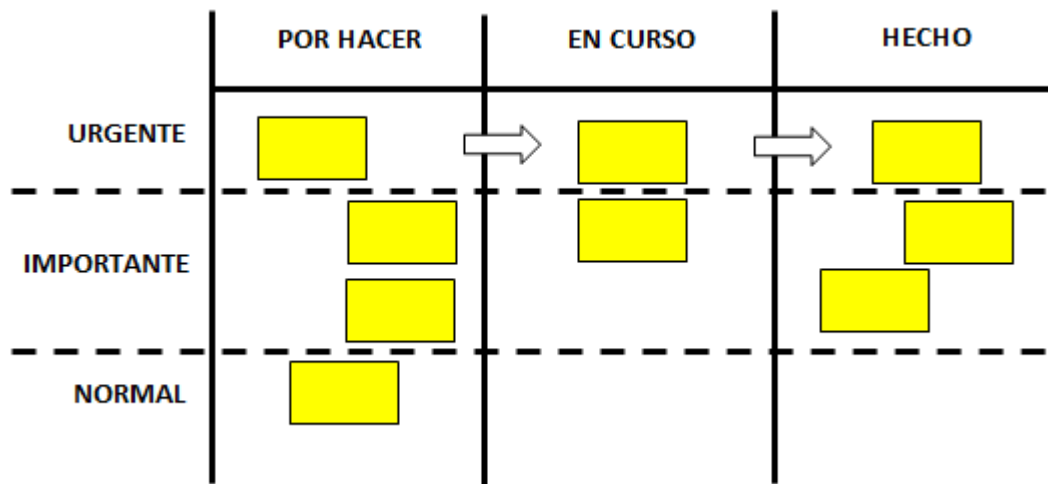 POR HACER
EN CURSO
HECHO
URGENTE
IMPORTANTE
NORMAL